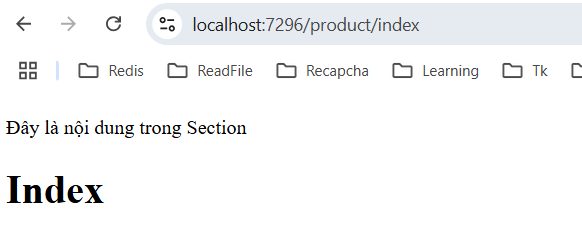 localhost:7296/product/index
Redis ReadFile Recapcha Learning Tk
Đây là nội dung trong Section
Index